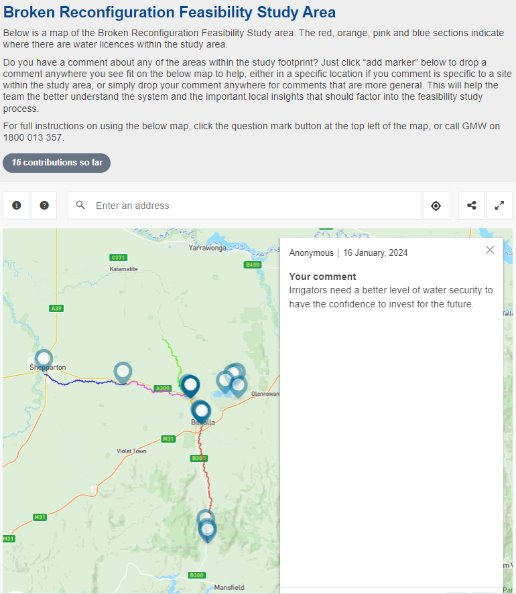 Broken Reconfiguration Feasibility Study Area
Below is a map of the Broken Reconfiguration Feasibility Study area. The red, orange, pink and blue sections indicate
where there are water licences within the study area.
Do you have a comment about any of the areas within the study footprint? Just click “add marker” below to drop a
comment anywhere you see fit on the below map to help, either in a specific location if you comment is specific to a site
within the study area, or simply drop your comment anywhere for comments that are more general. This will help the
team the better understand the system and the important local insights that should factor into the feasibility study
process.
For full instructions on using the below map, click the question mark button at the top left of the map, or call GMW on
1800 013 357.
16 contributions so far
Enter an address
Yarrawonga
Anonymous | 16 January, 2024
C371
B400
Katamatite
Your comment
Irrigators need a better level of water security to
have the confidence to invest for the future.
A39
Shepparton
A300
Glenrowan
Benalla
M31
Violet Town
B300
M31
M31
B300
Mansfield